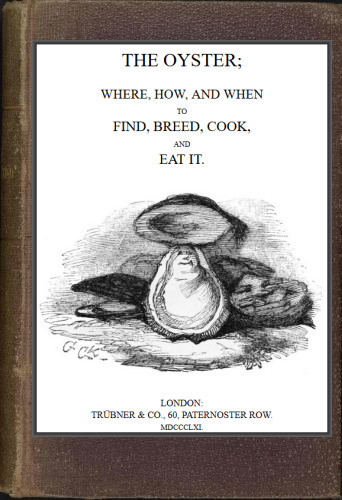 THE OYSTER;
WHERE, HOW, AND WHEN
TO
FIND, BREED, COOK,
AND
EAT IT.
G. CK.
LONDON:
TRÜBNER & CO., 60, PATERNOSTER ROW.
MDCCCLXI.